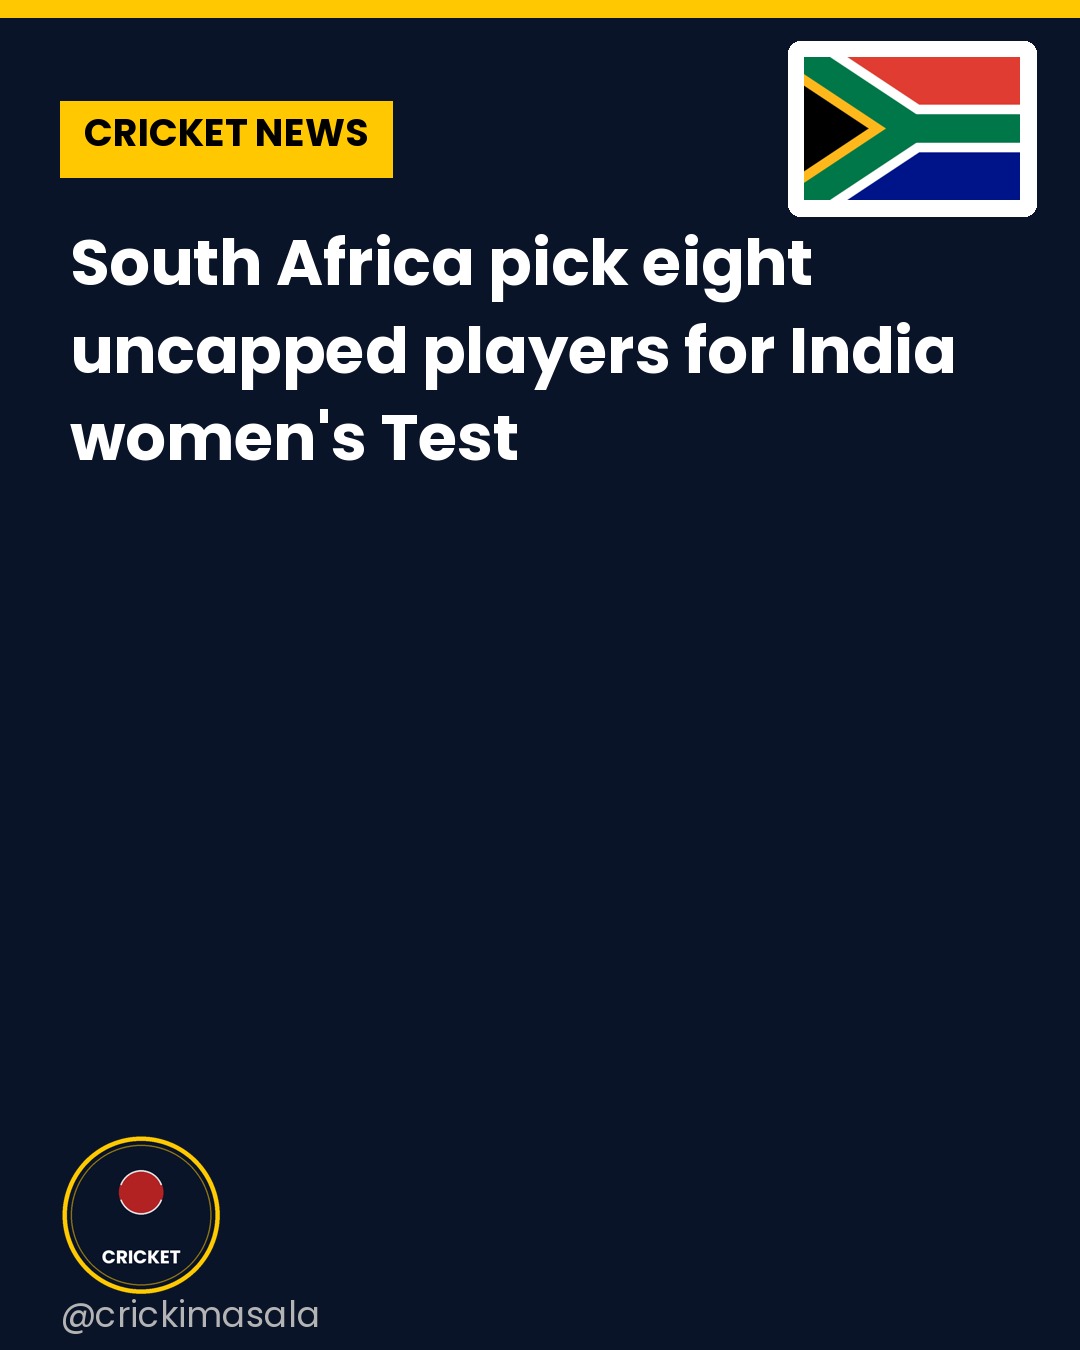 CRICKET NEWS
South Africa pick eight
uncapped players for India
women's Test
CRICKET
@crickimasala